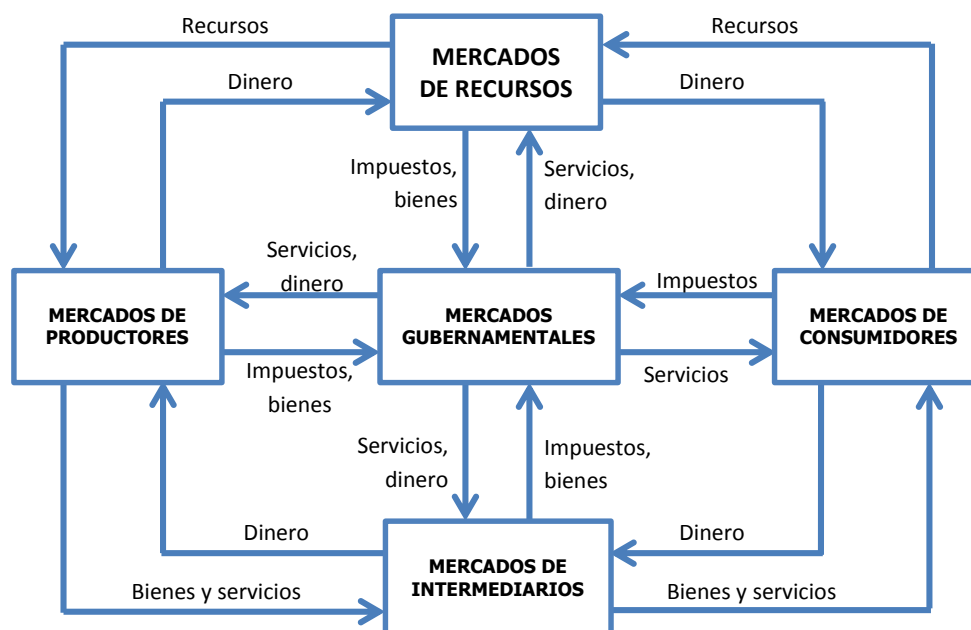 Recursos
MERCADOS
DE RECURSOS
Recursos
Dinero
Dinero
Impuestos,
bienes
Servicios,
dinero
Servicios,
dinero
Impuestos
MERCADOS DE
PRODUCTORES
MERCADOS
GUBERNAMENTALES
MERCADOS DE
CONSUMIDORES
Impuestos,
bienes
Servicios
Servicios,
dinero
Impuestos,
bienes
Dinero
Dinero
MERCADOS DE
INTERMEDIARIOS
Bienes y servicios
Bienes y servicios